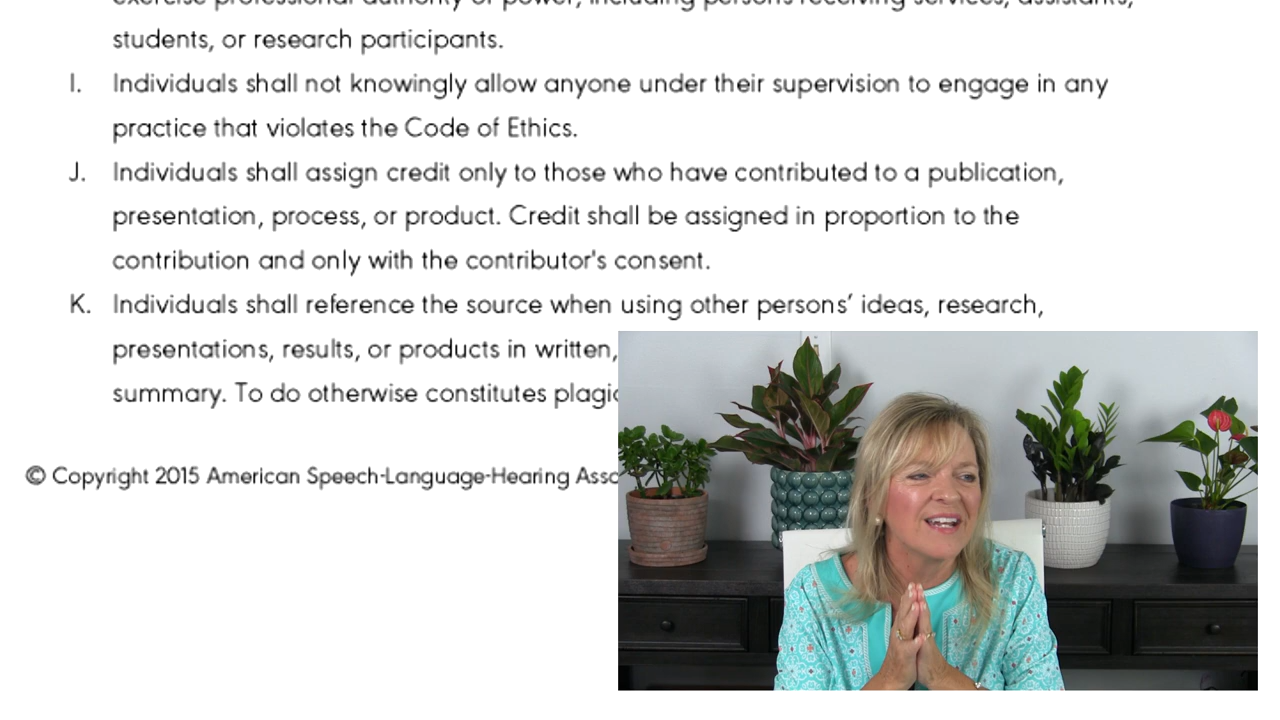 students, or research participants.
I. Individuals shall not knowingly allow anyone under their supervision to engage in any
practice that violates the Code of Ethics.
J. Individuals shall assign credit only to those who have contributed to a publication,
presentation, process, or product. Credit shall be assigned in proportion to the
contribution and only with the contributor's consent.
K. Individuals shall reference the source when using other persons’ ideas, research,
presentations, results, or products in written,
summary. To do otherwise constitutes
© Copyright 2015 American Speech-Language-Hearing